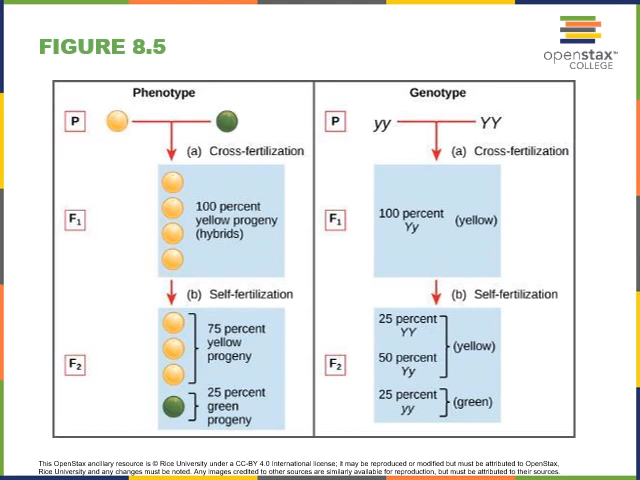 FIGURE 8.5
openstax™
COLLEGE
Phenotype
P
(a) Cross-fertilization
F₁
100 percent
yellow progeny
(hybrids)
(b) Self-fertilization
F₂
75 percent
yellow
progeny
25 percent
green
progeny
Genotype
P
yy
YY
(a) Cross-fertilization
F₁
100 percent
Yy
(yellow)
(b) Self-fertilization
F₂
25 percent
YY
50 percent
Yy
(yellow)
25 percent
yy
(green)
This OpenStax ancillary resource is © Rice University under a CC-BY 4.0 International license; it may be reproduced or modified but must be attributed to OpenStax,
Rice University and any changes must be noted. Any images credited to other sources are similarly available for reproduction, but must be attributed to their sources.